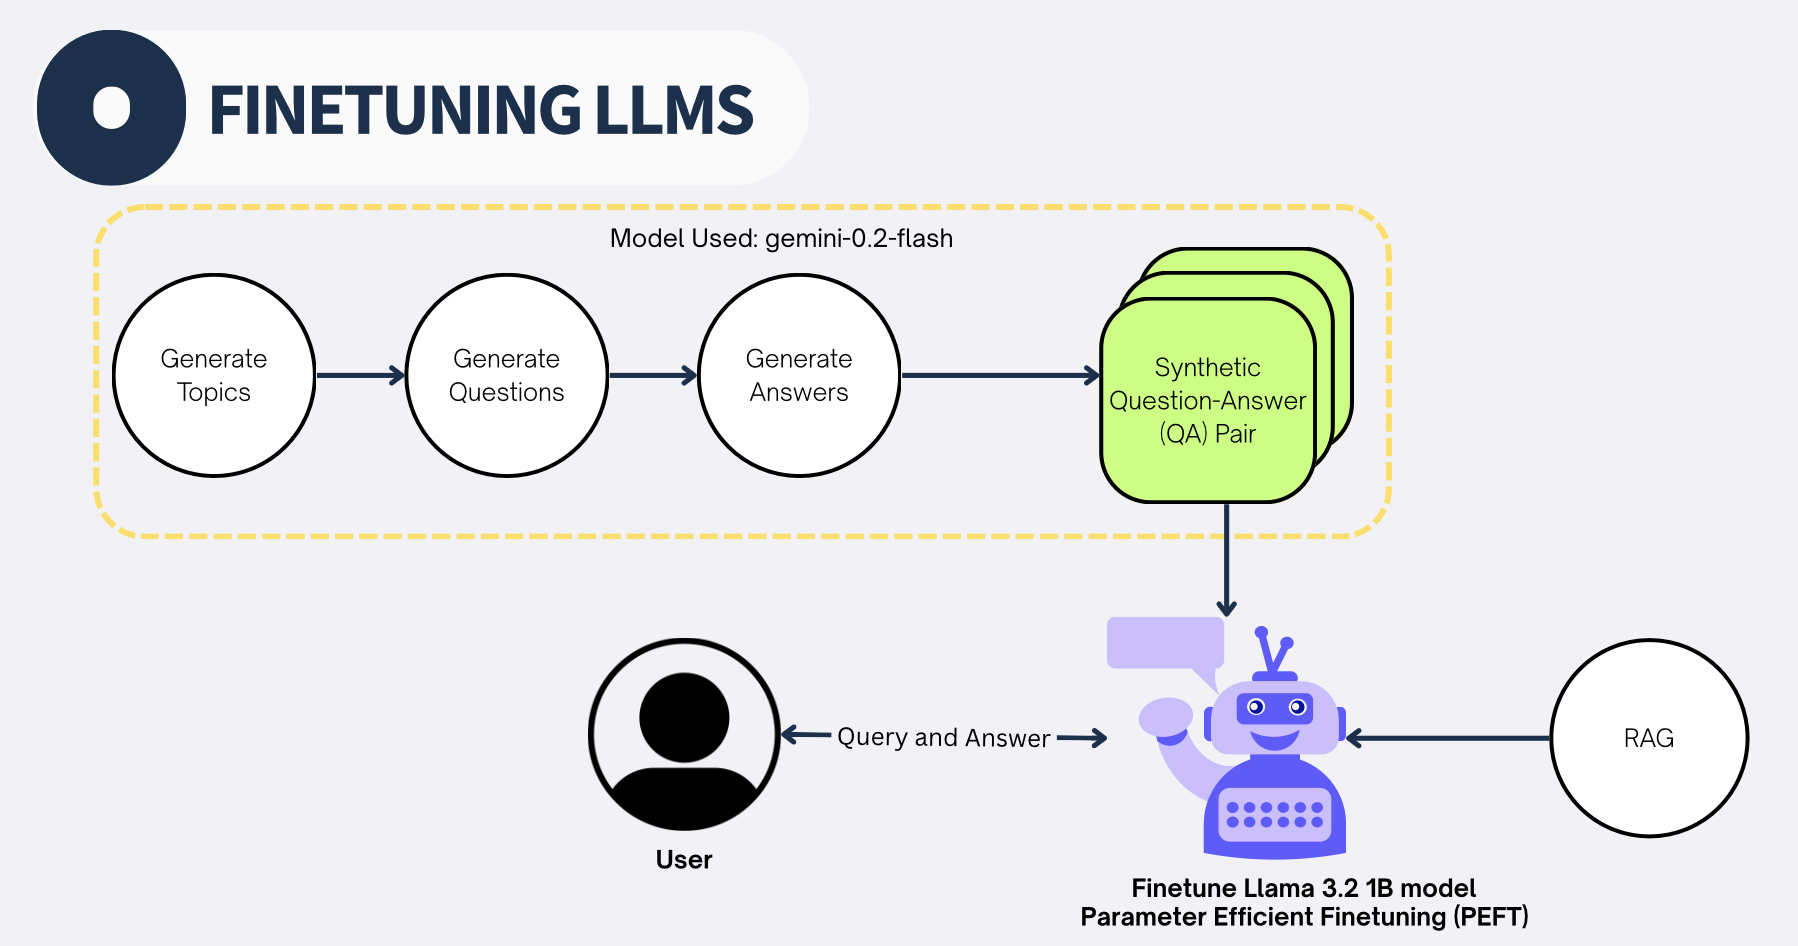 O
FINETUNING LLMS
Model Used: gemini-0.2-flash
Generate
Topics
Generate
Questions
Generate
Answers
Synthetic
Question-Answer
(QA) Pair
Query and Answer
RAG
User
Finetune Llama 3.2 1B model
Parameter Efficient Finetuning (PEFT)